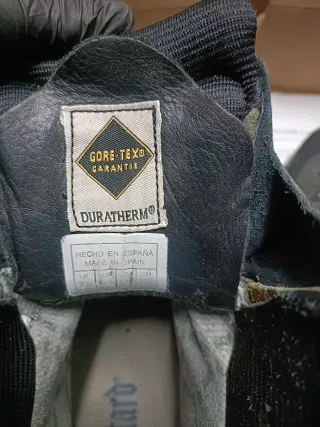 GORE-TEX®
GARANTIE
DURATHERM®
HECHO EN ESPAÑA
MADE IN SPAIN